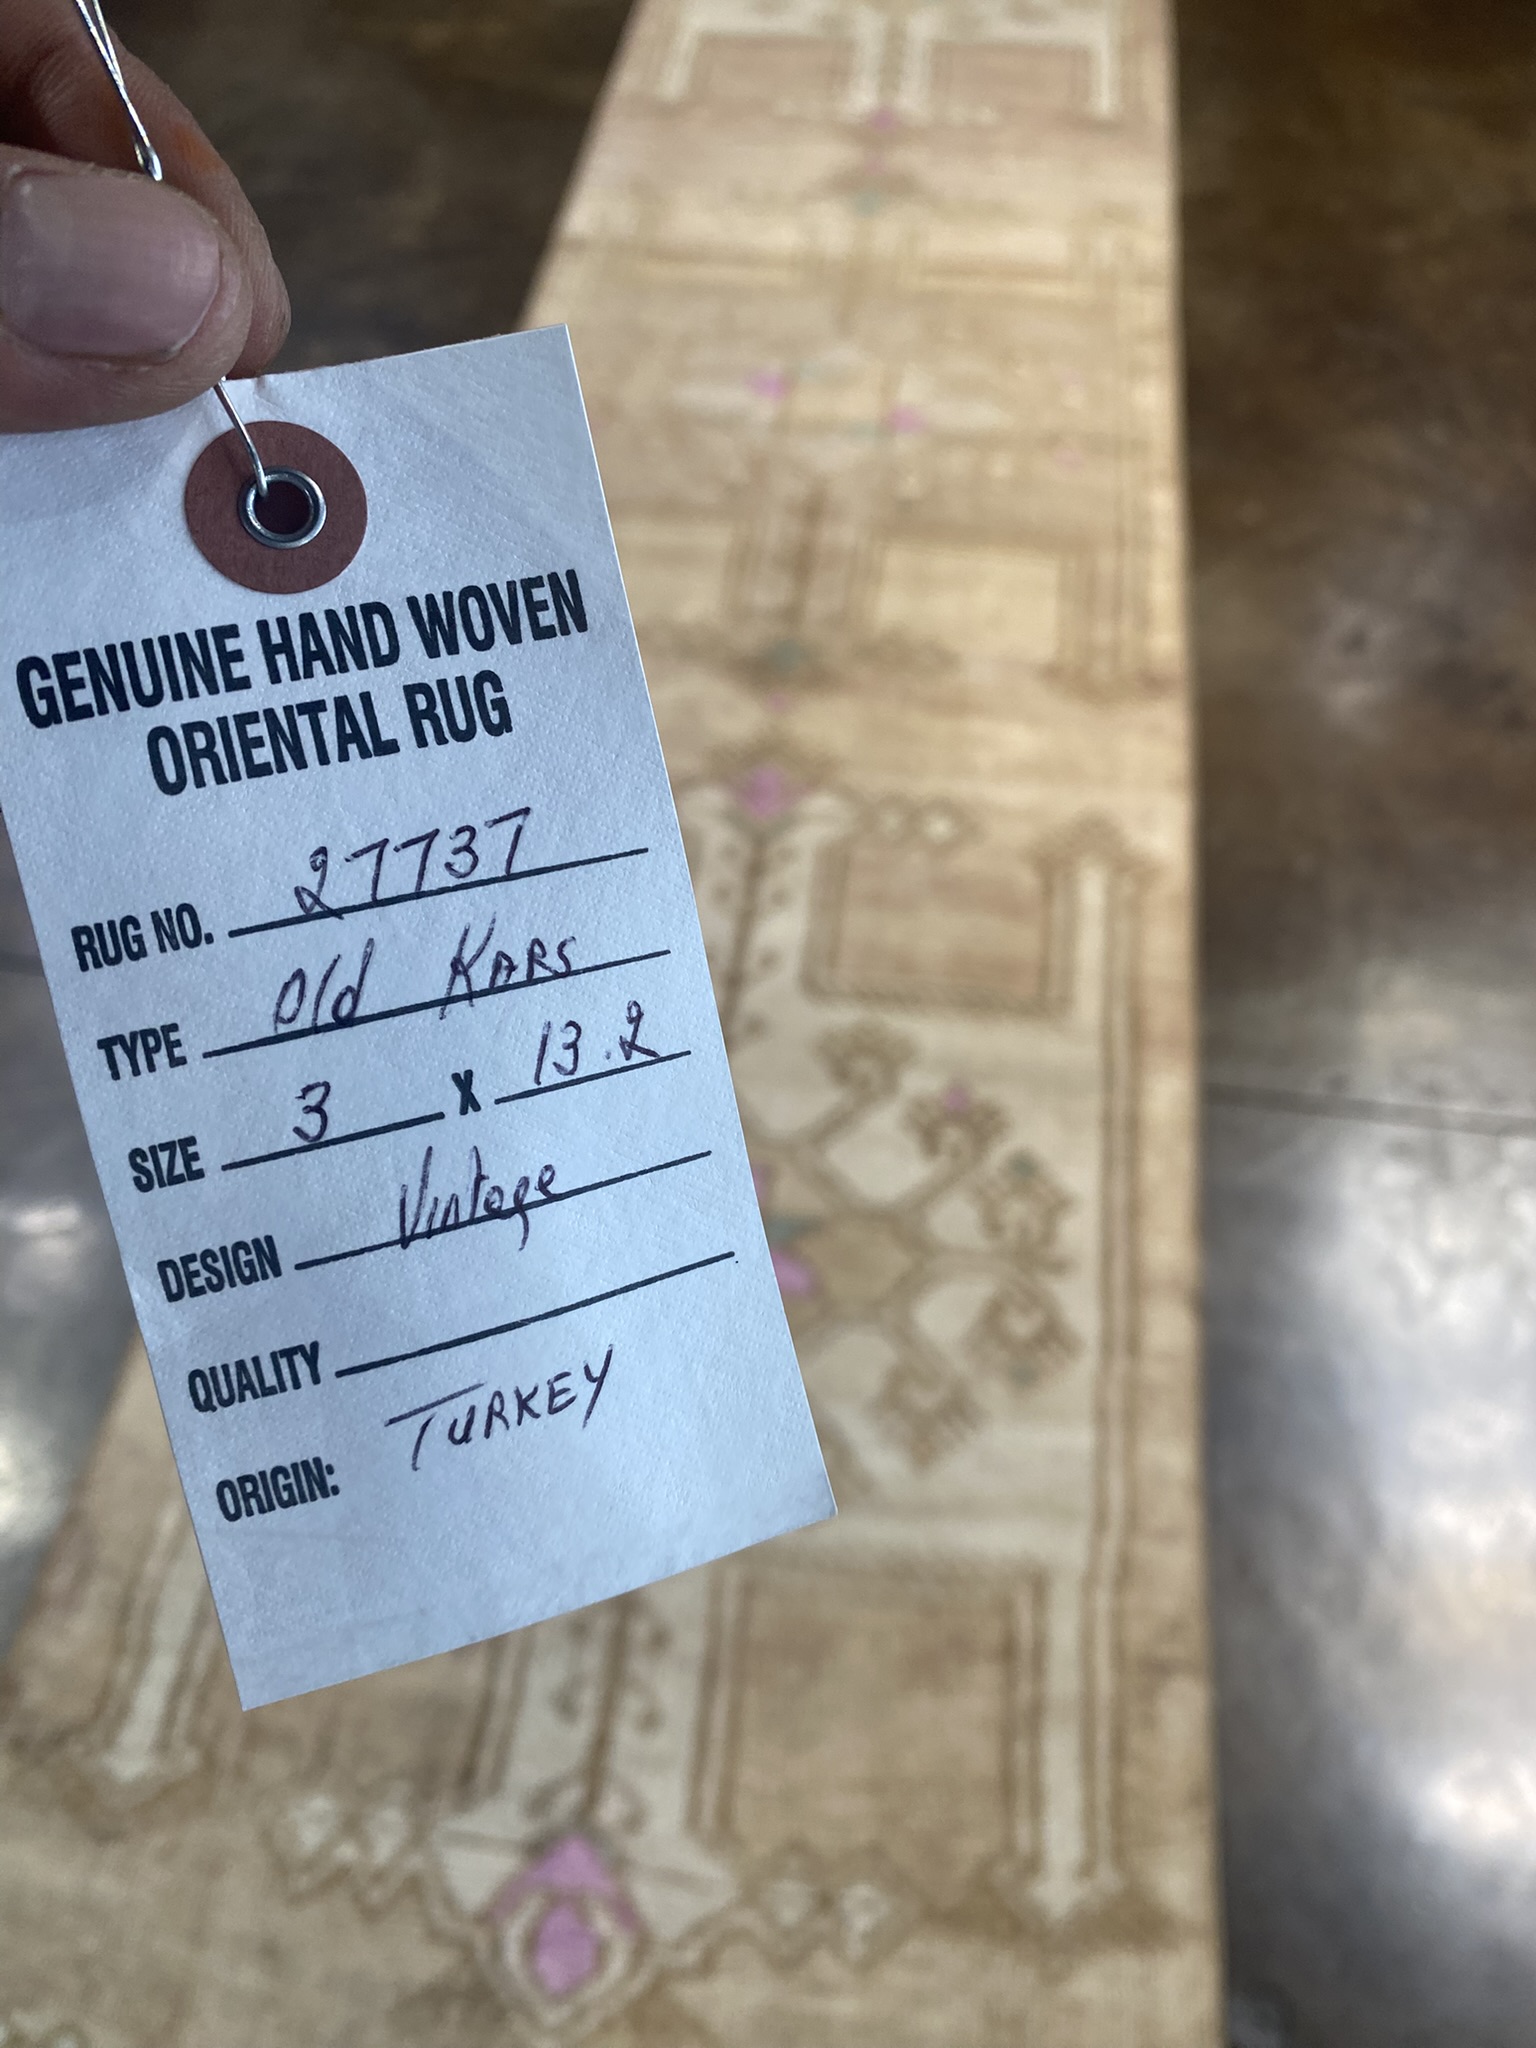 GENUINE HAND WOVEN
ORIENTAL RUG
RUG NO. 27737
TYPE Old KARS
SIZE 3 X 13.2
DESIGN Vintage
QUALITY
ORIGIN: TURKEY